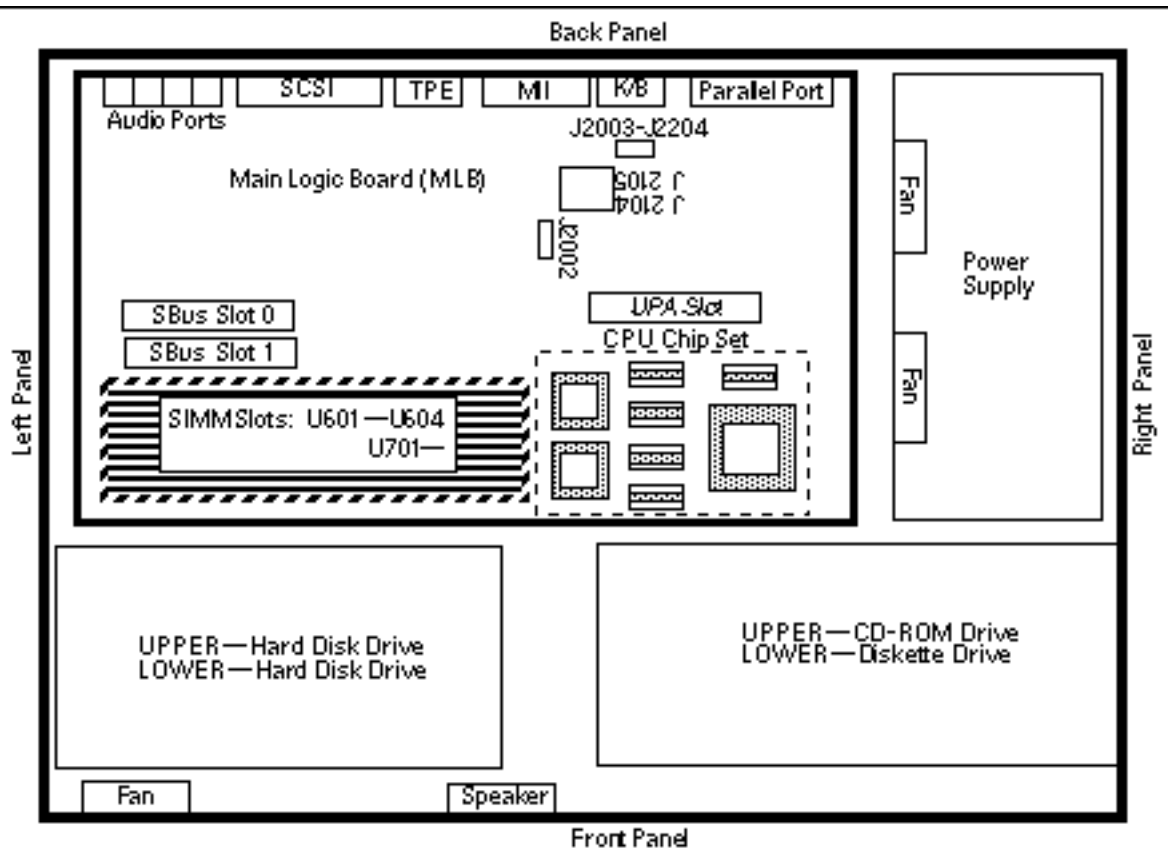 Back Panel
SCSI
TPE
MII
K/B
Parallel Port
Audio Ports
J2003-J2204
Main Logic Board (MLB)
J 2105
J 2104
J2002
Fan
Power
Supply
SBus Slot 0
UPA Slot
SBus Slot 1
CPU Chip Set
Left Panel
Right Panel
Fan
SIMM Slots: U601—U604
U701—
UPPER—Hard Disk Drive
LOWER—Hard Disk Drive
UPPER—CD-ROM Drive
LOWER—Diskette Drive
Fan
Speaker
Front Panel